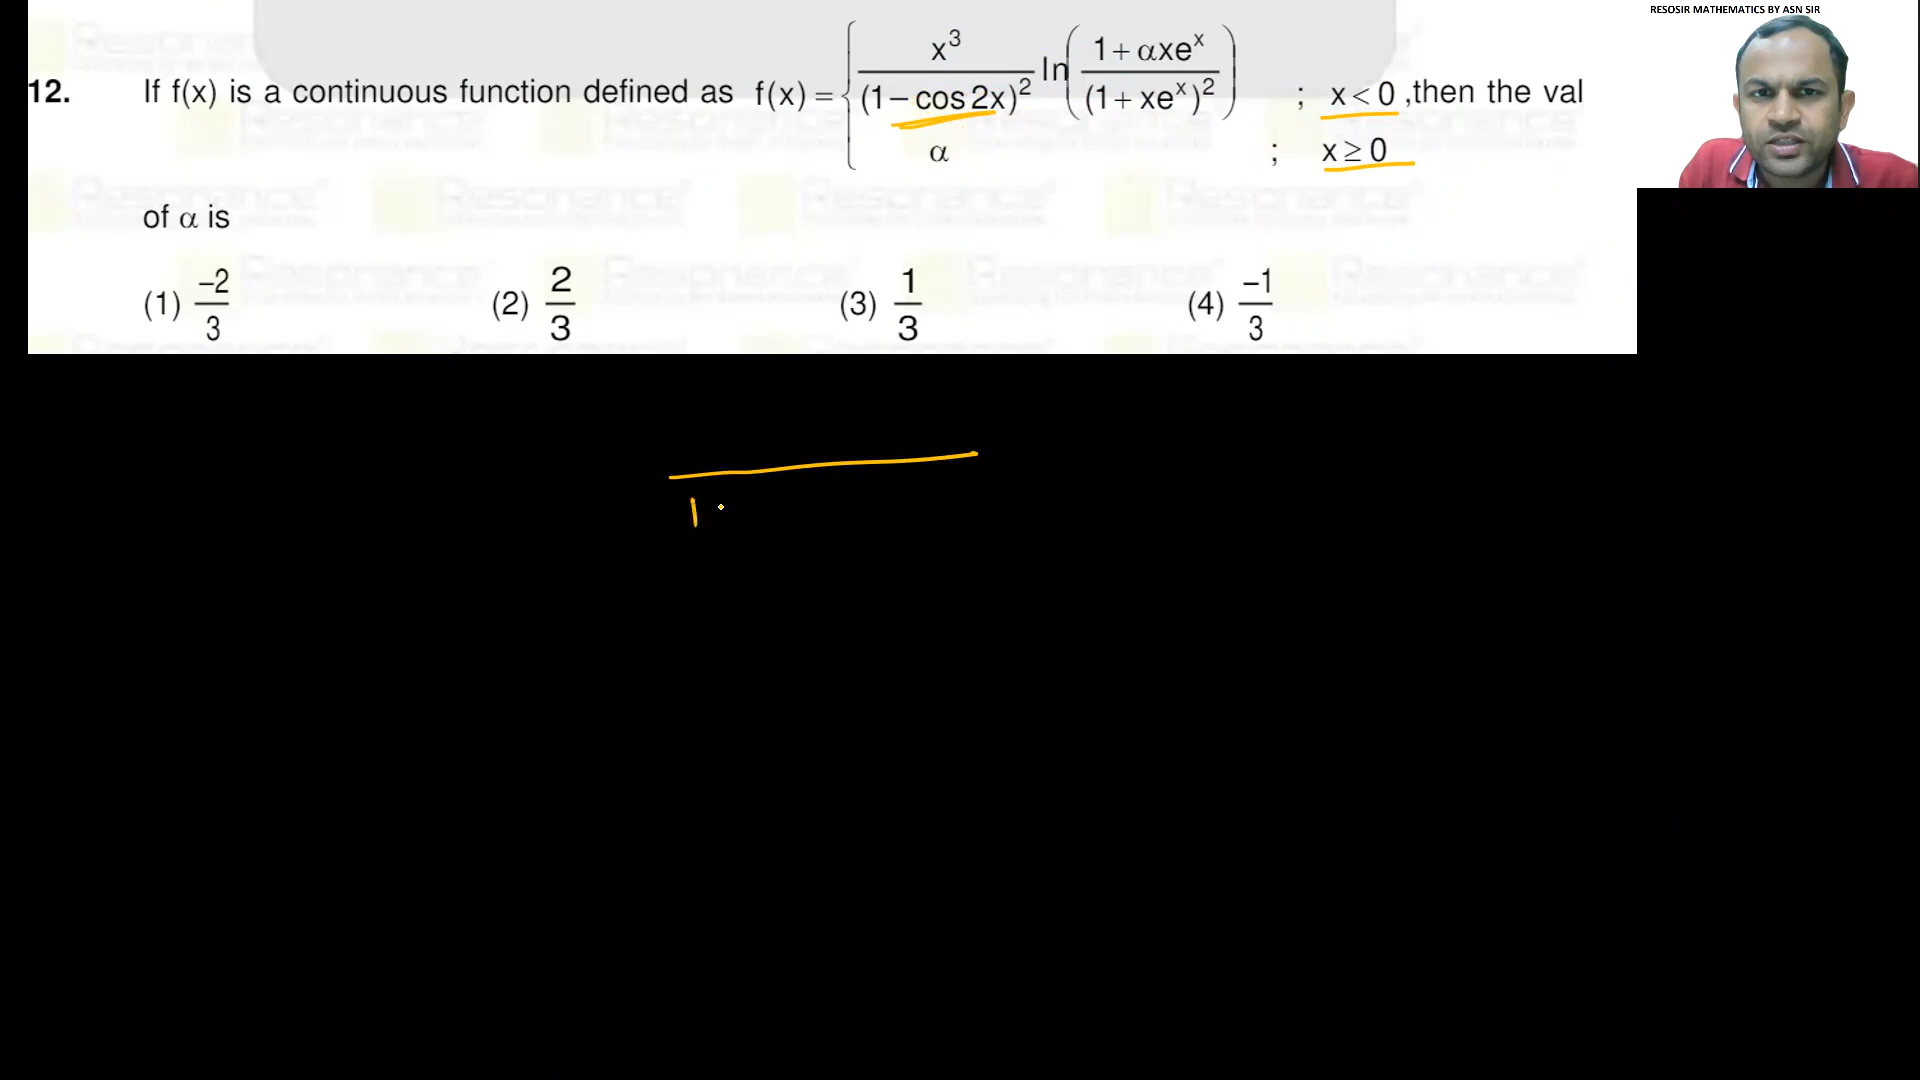 RESOSIR MATHEMATICS BY ASN SIR
12. If f(x) is a continuous function defined as f(x) = { x³/(1 – cos 2x)² ln((1 + αxeˣ)/(1 + xeˣ)²) ; x < 0 ,then the val
α ; x ≥ 0
of α is
(1) –2/3 (2) 2/3 (3) 1/3 (4) –1/3
1